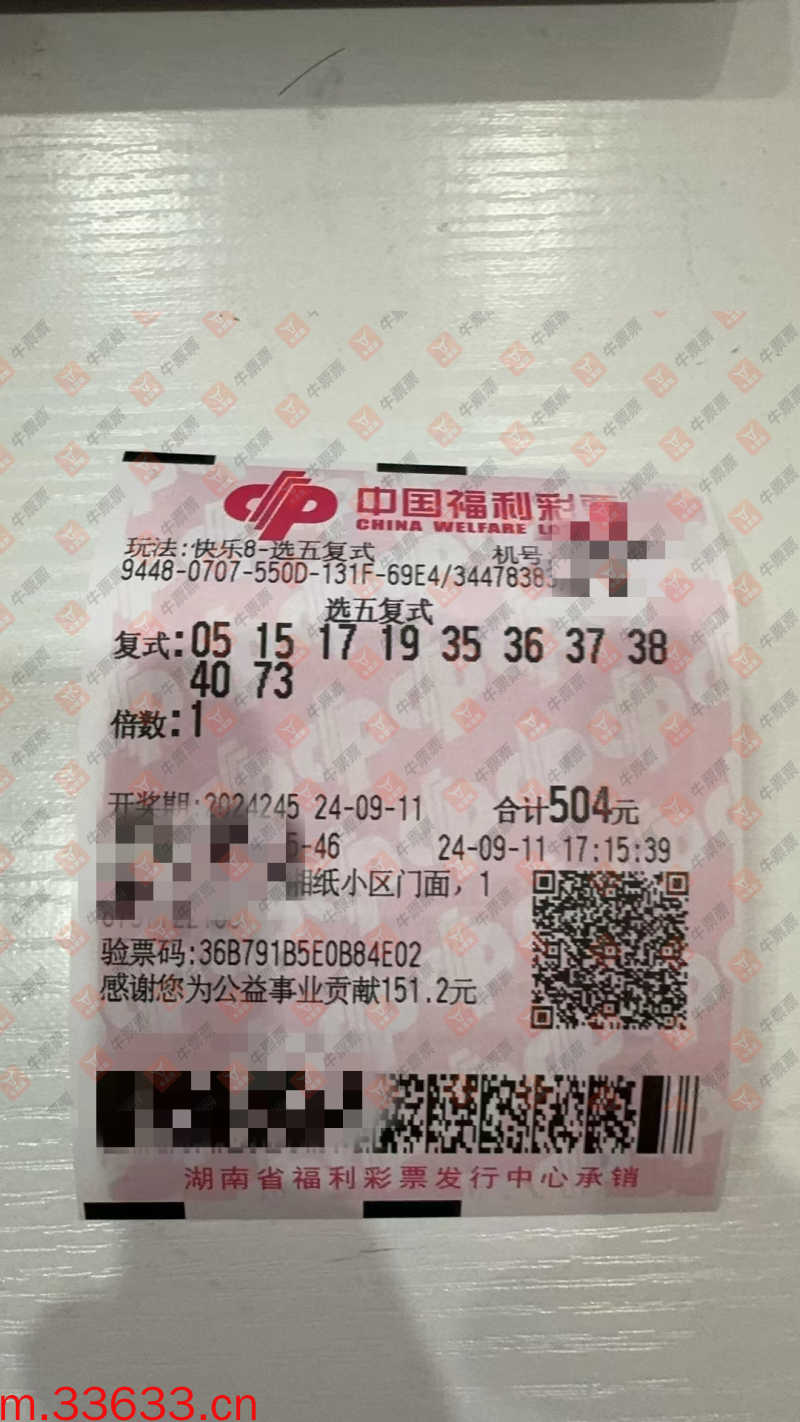 中国福利彩票
CHINA WELFARE LO
玩法:快乐8-选五复式 机号:
9448-0707-550D-131F-69E4/3447838
选五复式
复式:05 15 17 19 35 36 37 38
40 73
倍数:1
开奖期:2024245 24-09-11 合计504元
5-46 24-09-11 17:15:39
湘纸小区门面，1
验票码:36B791B5E0B84E02
感谢您为公益事业贡献151.2元
湖南省福利彩票发行中心承销
牛票票
m.33633.cn